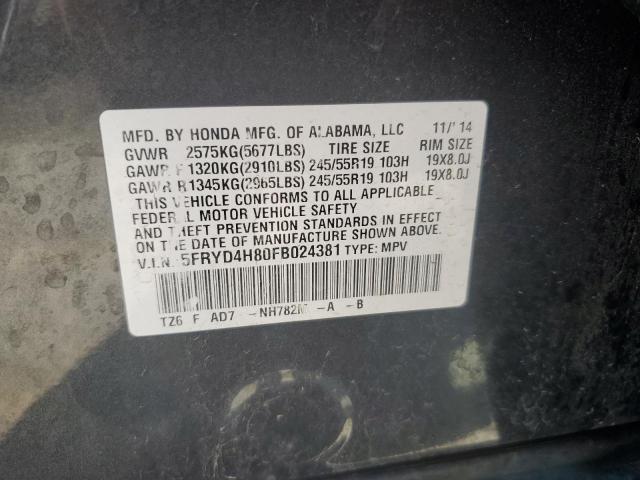 MFD. BY HONDA MFG. OF ALABAMA, LLC 11/'14
GVWR 2575KG(5677LBS) TIRE SIZE RIM SIZE
GAWR F 1320KG(2910LBS) 245/55R19 103H 19X8.0J
GAWR R 1345KG(2965LBS) 245/55R19 103H 19X8.0J
THIS VEHICLE CONFORMS TO ALL APPLICABLE
FEDERAL MOTOR VEHICLE SAFETY
AND THEFT PREVENTION STANDARDS IN EFFECT
ON THE DATE OF MANUFACTURE SHOWN ABOVE.
V.I.N. 5FRYD4H80FB024381 TYPE: MPV
TZ6 F AD7 -NH782M -A -B